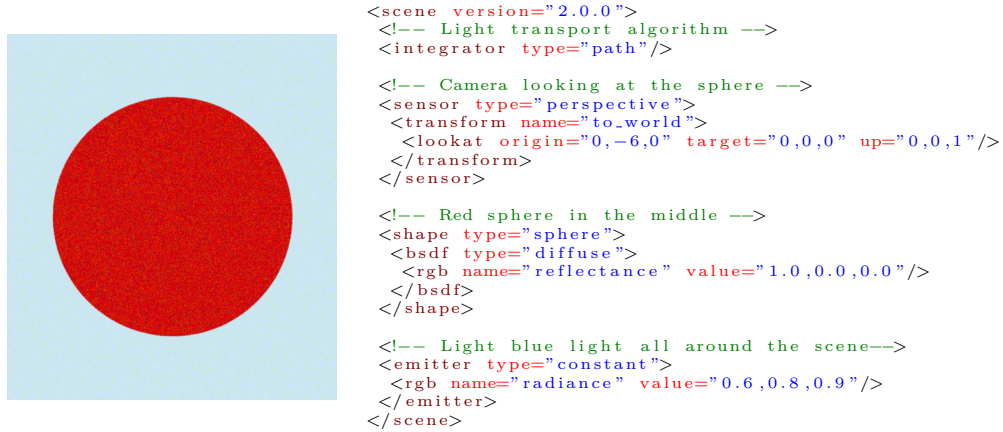 <scene version="2.0.0">
<!-- Light transport algorithm -->
<integrator type="path"/>
<!-- Camera looking at the sphere -->
<sensor type="perspective">
<transform name="to_world">
<lookat origin="0,-6,0" target="0,0,0" up="0,0,1"/>
</transform>
</sensor>
<!-- Red sphere in the middle -->
<shape type="sphere">
<bsdf type="diffuse">
<rgb name="reflectance" value="1.0,0.0,0.0"/>
</bsdf>
</shape>
<!-- Light blue light all around the scene-->
<emitter type="constant">
<rgb name="radiance" value="0.6,0.8,0.9"/>
</emitter>
</scene>